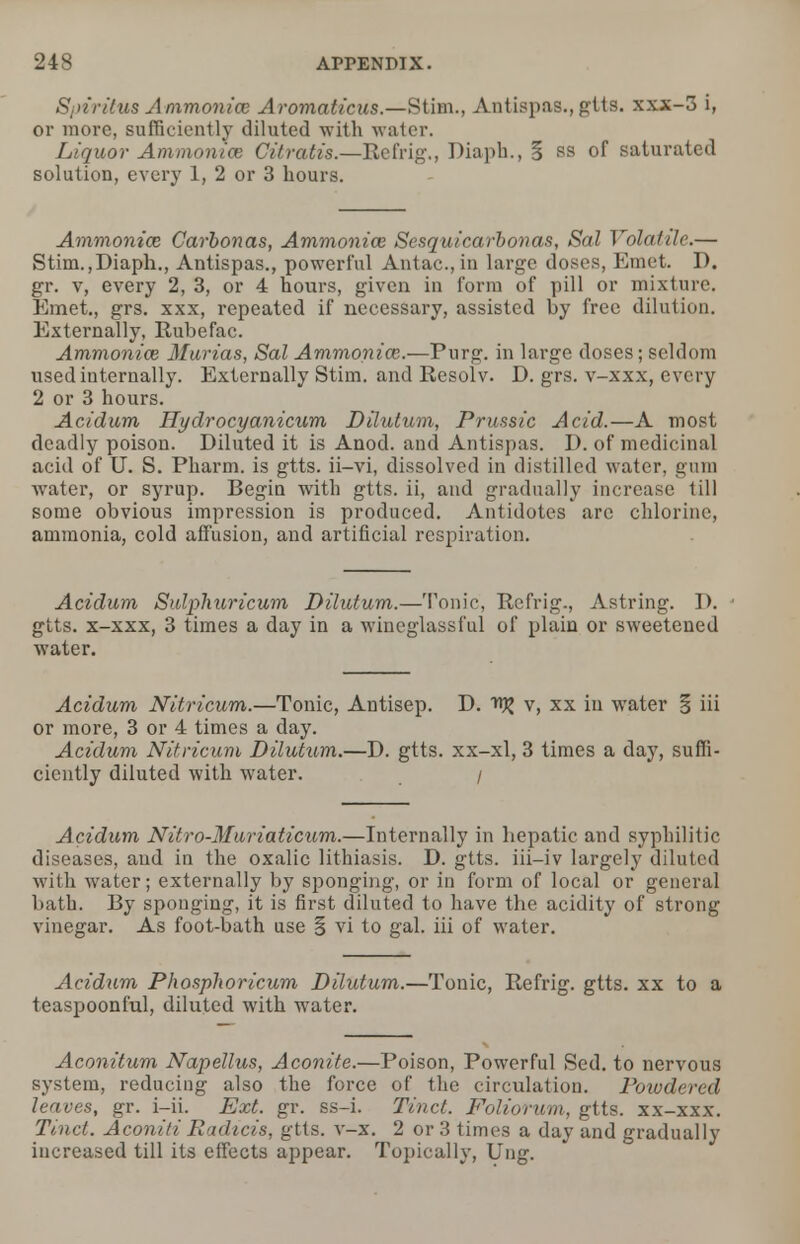 248 APPENDIX.
Spiritus Ammoniæ Aromaticus.—Stim., Antispas., gtts. xxx–ʒ i,
or more, sufficiently diluted with water.
Liquor Ammoniæ Citratis.—Refrig., Diaph., ℥ ss of saturated
solution, every 1, 2 or 3 hours.
Ammoniæ Carbonas, Ammoniæ Sesquicarbonas, Sal Volatile.—
Stim., Diaph., Antispas., powerful Antac., in large doses, Emet. D.
gr. v, every 2, 3, or 4 hours, given in form of pill or mixture.
Emet., grs. xxx, repeated if necessary, assisted by free dilution.
Externally, Rubefac.
Ammoniæ Murias, Sal Ammoniæ.—Purg. in large doses; seldom
used internally. Externally Stim. and Resolv. D. grs. v–xxx, every
2 or 3 hours.
Acidum Hydrocyanicum Dilutum, Prussic Acid.—A most
deadly poison. Diluted it is Anod. and Antispas. D. of medicinal
acid of U. S. Pharm. is gtts. ii–vi, dissolved in distilled water, gum
water, or syrup. Begin with gtts. ii, and gradually increase till
some obvious impression is produced. Antidotes are chlorine,
ammonia, cold affusion, and artificial respiration.
Acidum Sulphuricum Dilutum.—Tonic, Refrig., Astring. D.
gtts. x–xxx, 3 times a day in a wineglassful of plain or sweetened
water.
Acidum Nitricum.—Tonic, Antisep. D. ♏ v, xx in water ℥ iii
or more, 3 or 4 times a day.
Acidum Nitricum Dilutum.—D. gtts. xx–xl, 3 times a day, suffi-
ciently diluted with water.
Acidum Nitro-Muriaticum.—Internally in hepatic and syphilitic
diseases, and in the oxalic lithiasis. D. gtts. iii–iv largely diluted
with water; externally by sponging, or in form of local or general
bath. By sponging, it is first diluted to have the acidity of strong
vinegar. As foot-bath use ℥ vi to gal. iii of water.
Acidum Phosphoricum Dilutum.—Tonic, Refrig. gtts. xx to a
teaspoonful, diluted with water.
Aconitum Napellus, Aconite.—Poison, Powerful Sed. to nervous
system, reducing also the force of the circulation. Powdered
leaves, gr. i–ii. Ext. gr. ss–i. Tinct. Foliorum, gtts. xx–xxx.
Tinct. Aconiti Radicis, gtts. v–x. 2 or 3 times a day and gradually
increased till its effects appear. Topically, Ung.